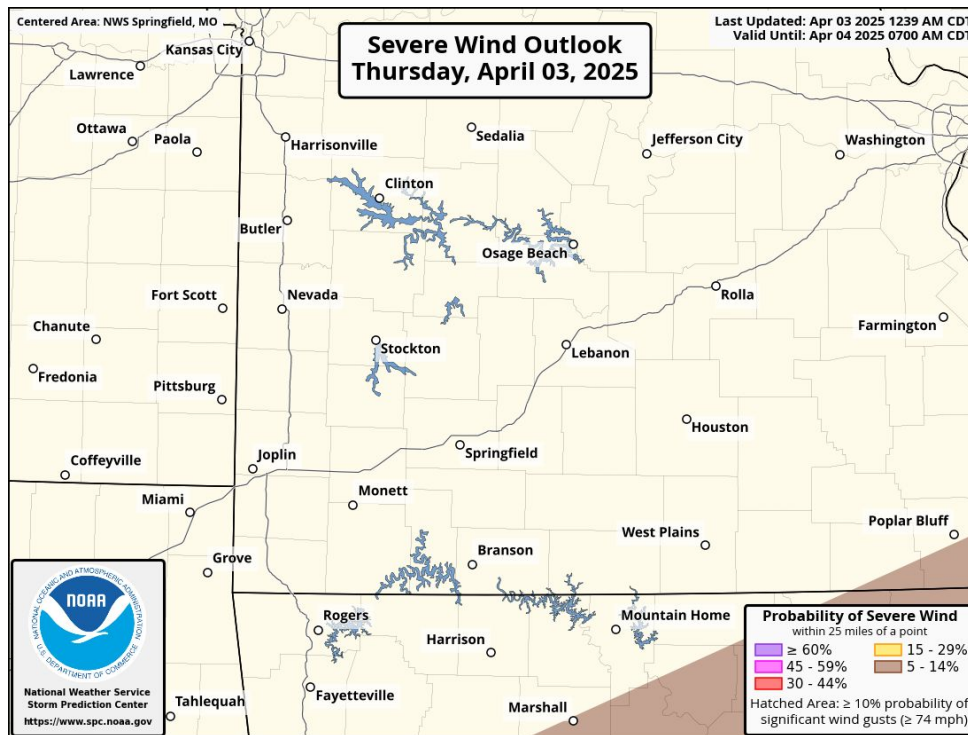 Centered Area: NWS Springfield, MO
Last Updated: Apr 03 2025 1239 AM CDT
Valid Until: Apr 04 2025 0700 AM CDT
Severe Wind Outlook
Thursday, April 03, 2025
Kansas City
Lawrence
Ottawa
Paola
Harrisonville
Sedalia
Jefferson City
Washington
Clinton
Butler
Osage Beach
Fort Scott
Nevada
Rolla
Chanute
Farmington
Stockton
Lebanon
Fredonia
Pittsburg
Houston
Coffeyville
Joplin
Springfield
Miami
Monett
West Plains
Poplar Bluff
Grove
Branson
Rogers
Harrison
Mountain Home
Tahlequah
Fayetteville
Marshall
NATIONAL OCEANIC AND ATMOSPHERIC ADMINISTRATION
NOAA
U.S. DEPARTMENT OF COMMERCE
National Weather Service
Storm Prediction Center
https://www.spc.noaa.gov
Probability of Severe Wind
within 25 miles of a point
≥ 60%
15 - 29%
45 - 59%
5 - 14%
30 - 44%
Hatched Area: ≥ 10% probability of
significant wind gusts (≥ 74 mph)